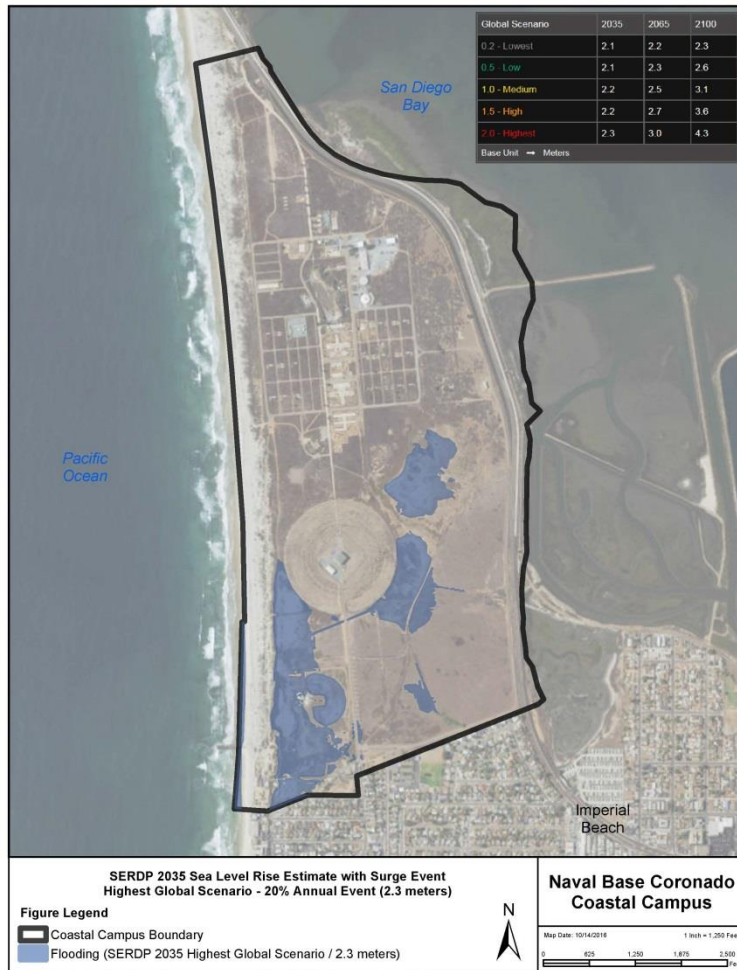 Global Scenario 2035 2065 2100
0.2 - Lowest 2.1 2.2 2.3
0.5 - Low 2.1 2.3 2.6
1.0 - Medium 2.2 2.5 3.1
1.5 - High 2.2 2.7 3.6
2.0 - Highest 2.3 3.0 4.3
Base Unit → Meters
San Diego
Bay
Pacific
Ocean
Imperial
Beach
SERDP 2035 Sea Level Rise Estimate with Surge Event
Highest Global Scenario - 20% Annual Event (2.3 meters)
Figure Legend
Coastal Campus Boundary
Flooding (SERDP 2035 Highest Global Scenario / 2.3 meters)
N
Naval Base Coronado
Coastal Campus
Map Date: 10/14/2016 1 Inch = 1,250 Fee
0 625 1,250 1,875 2,500
Fe